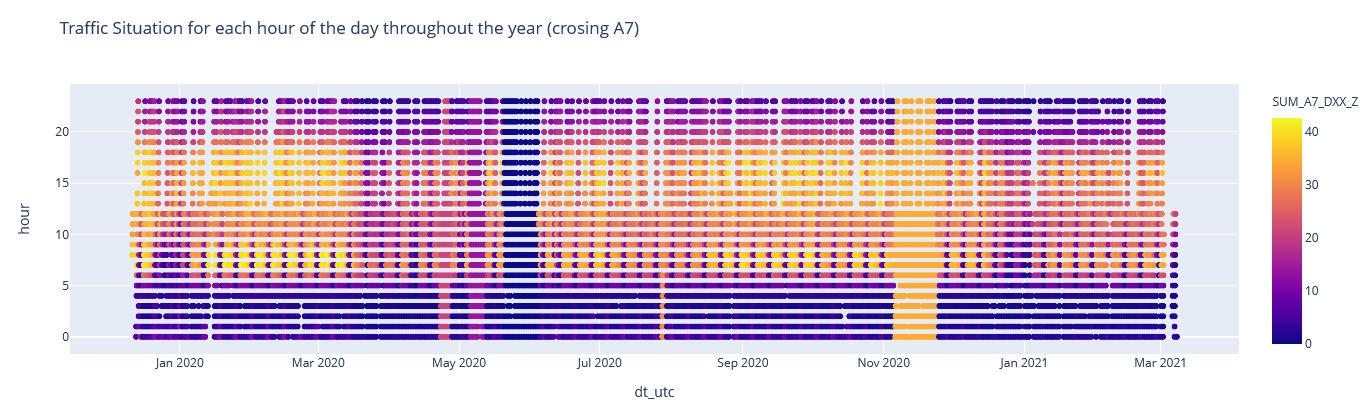 Traffic Situation for each hour of the day throughout the year (crosing A7)
SUM_A7_DXX_Z
40
30
20
10
0
hour
20
15
10
5
0
Jan 2020
Mar 2020
May 2020
Jul 2020
Sep 2020
Nov 2020
Jan 2021
Mar 2021
dt_utc